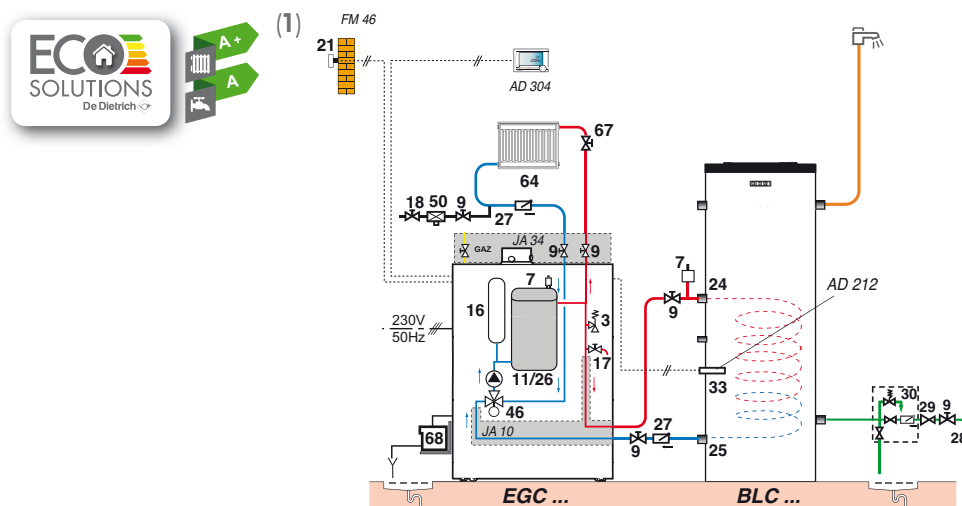 ECO
SOLUTIONS
De Dietrich
A+
A
(1)
FM 46
21
AD 304
67
64
18 50 9
27
GAZ
JA 34
9 9
7
16
3
17
11/26
46
JA 10
230V
50Hz
68
7
24
9
AD 212
33
27
9
25
30
29 9
28
EGC ...
BLC ...